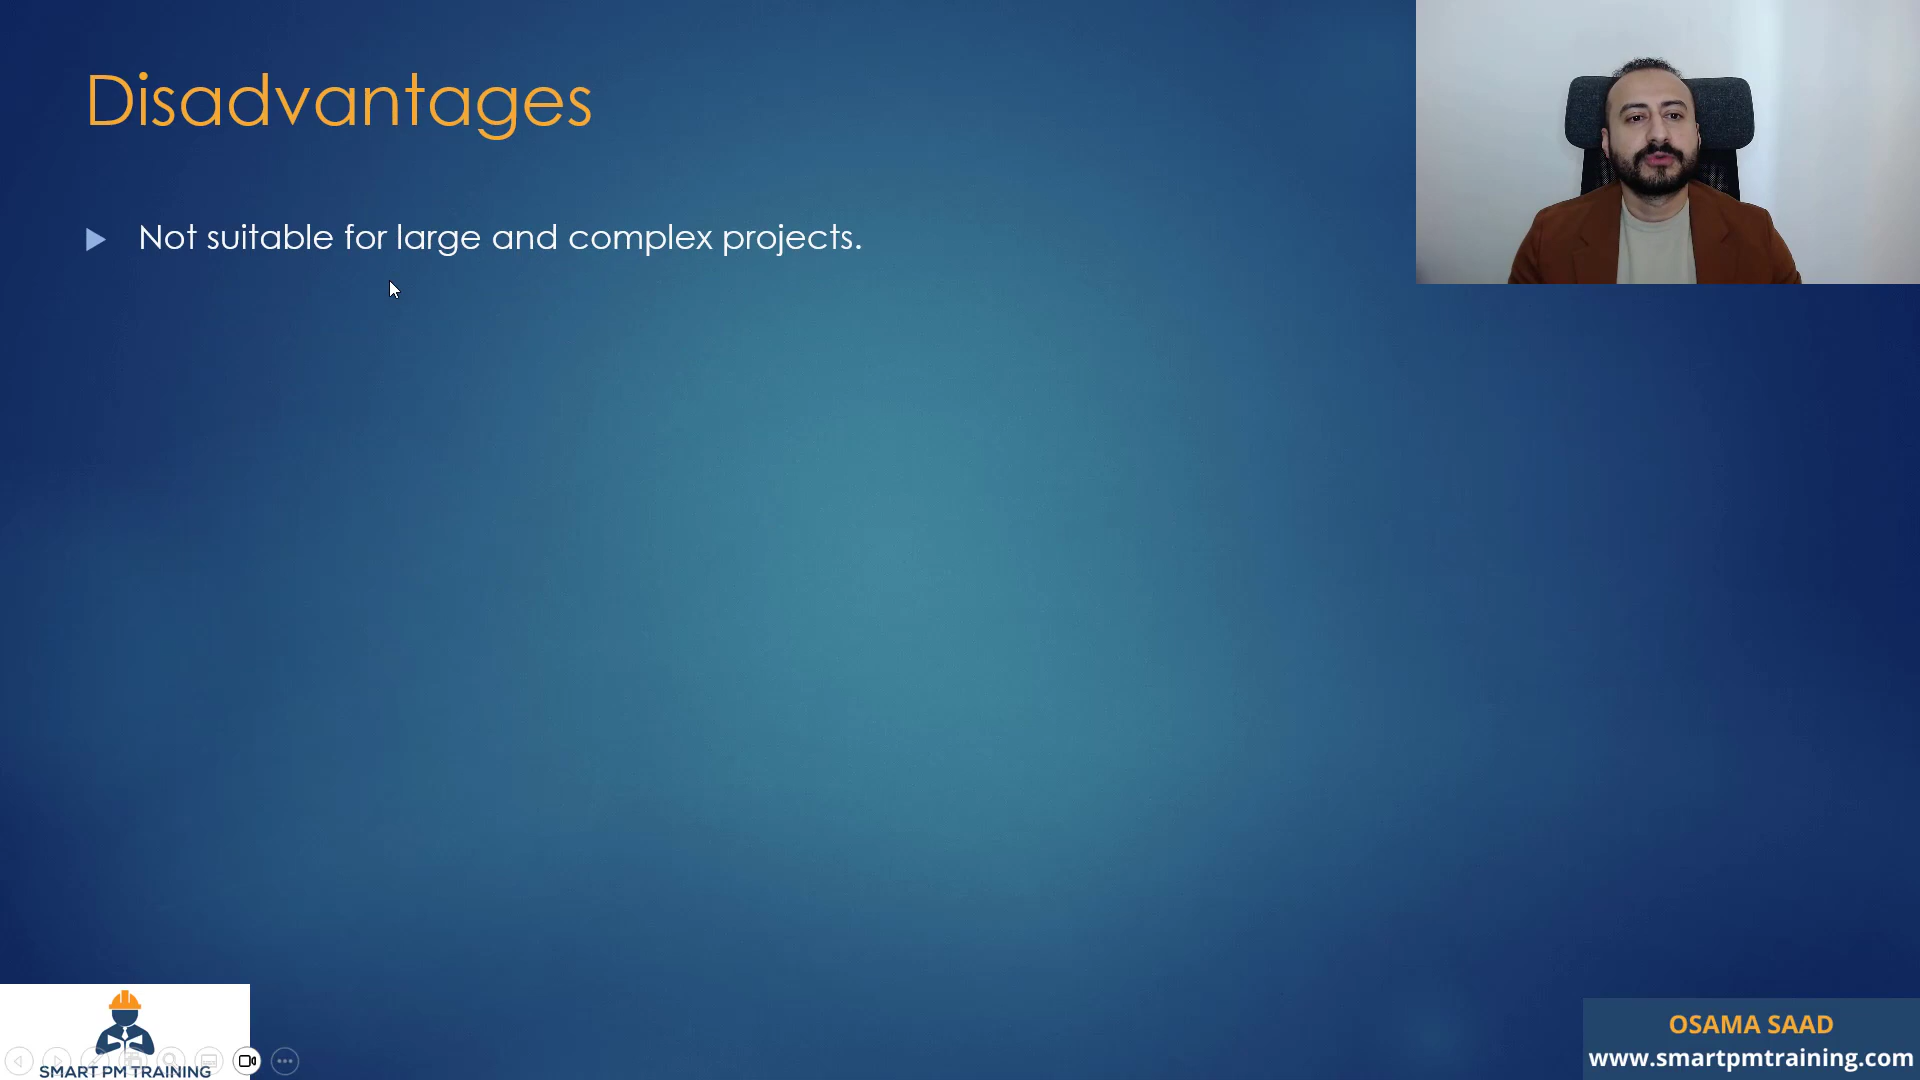 Disadvantages
Not suitable for large and complex projects.
SMART PM TRAINING
OSAMA SAAD
www.smartpmtraining.com